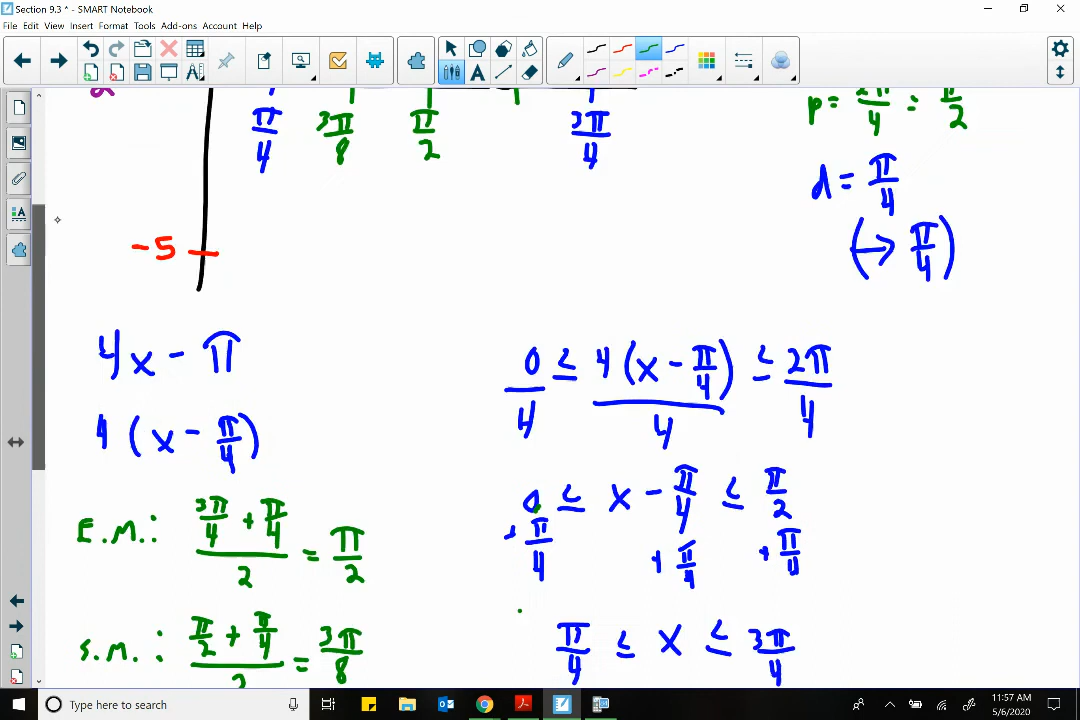 Section 9.3 * - SMART Notebook
File Edit View Insert Format Tools Add-ons Account Help
π/4 3π/8 π/2 3π/4
p = 2π/4 = π/2
d = π/4
(→ π/4)
-5
4x - π
0/4 ≤ 4(x - π/4)/4 ≤ 2π/4
4(x - π/4)
0 ≤ x - π/4 ≤ π/2
+π/4 +π/4 +π/4
E.M.: (3π/4 + π/4)/2 = π/2
S.M.: (π/2 + π/4)/2 = 3π/8
π/4 ≤ x ≤ 3π/4
Type here to search
11:57 AM
5/6/2020